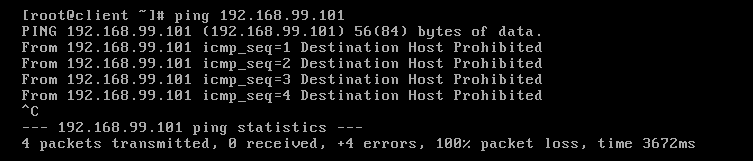 [root@client ~]# ping 192.168.99.101
PING 192.168.99.101 (192.168.99.101) 56(84) bytes of data.
From 192.168.99.101 icmp_seq=1 Destination Host Prohibited
From 192.168.99.101 icmp_seq=2 Destination Host Prohibited
From 192.168.99.101 icmp_seq=3 Destination Host Prohibited
From 192.168.99.101 icmp_seq=4 Destination Host Prohibited
^C
--- 192.168.99.101 ping statistics ---
4 packets transmitted, 0 received, +4 errors, 100% packet loss, time 3672ms